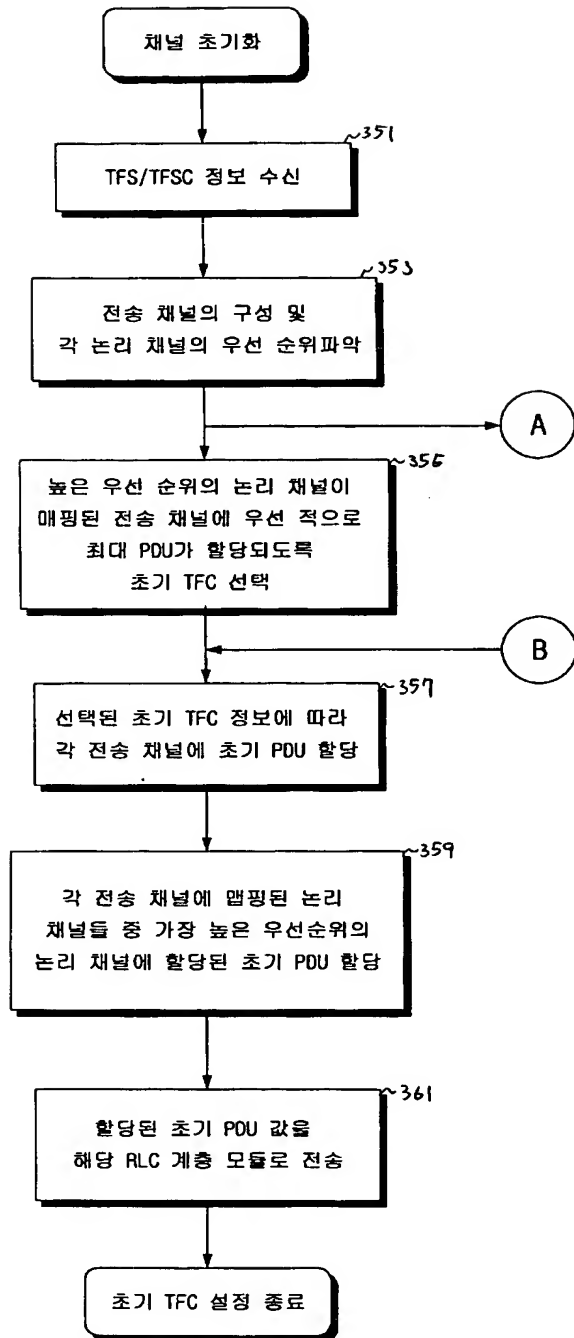 채널 초기화
~351
TFS/TFSC 정보 수신
~353
전송 채널의 구성 및
각 논리 채널의 우선 순위파악
A
~355
높은 우선 순위의 논리 채널이
매핑된 전송 채널에 우선 적으로
최대 PDU가 할당되도록
초기 TFC 선택
B
~357
선택된 초기 TFC 정보에 따라
각 전송 채널에 초기 PDU 할당
~359
각 전송 채널에 맵핑된 논리
채널들 중 가장 높은 우선순위의
논리 채널에 할당된 초기 PDU 할당
~361
할당된 초기 PDU 값을
해당 RLC 계층 모듈로 전송
초기 TFC 설정 종료